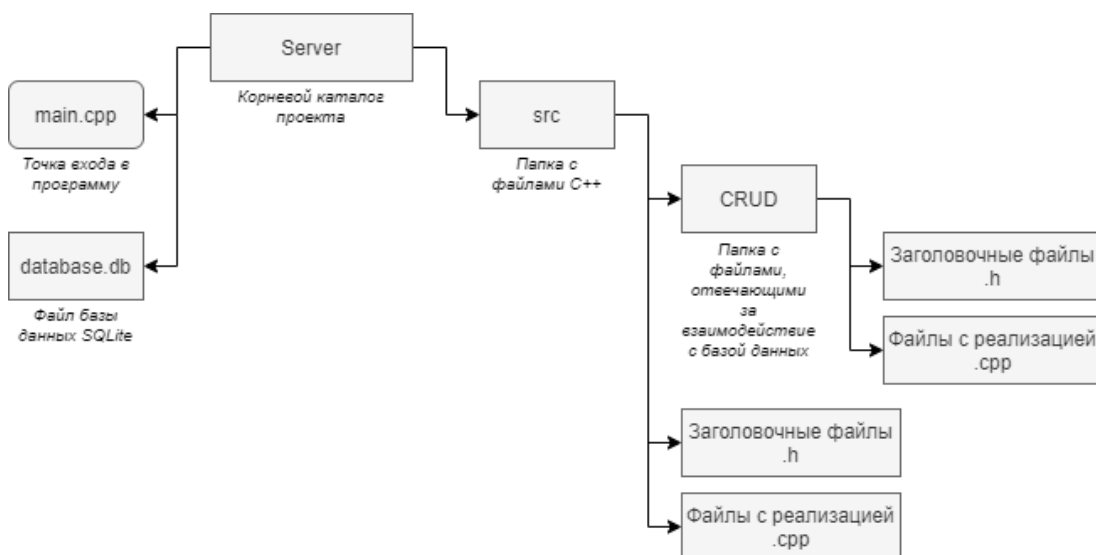 Server
Корневой каталог
проекта
main.cpp
Точка входа в
программу
database.db
Файл базы
данных SQLite
src
Папка с
файлами C++
CRUD
Папка с
файлами,
отвечающими
за
взаимодействие
с базой данных
Заголовочные файлы
.h
Файлы с реализацией
.cpp
Заголовочные файлы
.h
Файлы с реализацией
.cpp